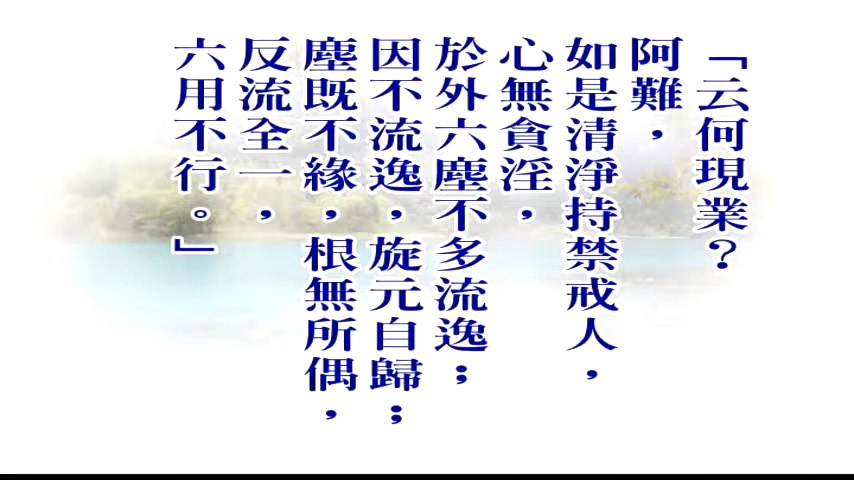 「云何現業？
阿難，
如是清淨持禁戒人，
心無貪淫，
於外六塵不多流逸；
因不流逸，旋元自歸；
塵既不緣，根無所偶，
反流全一，
六用不行。」